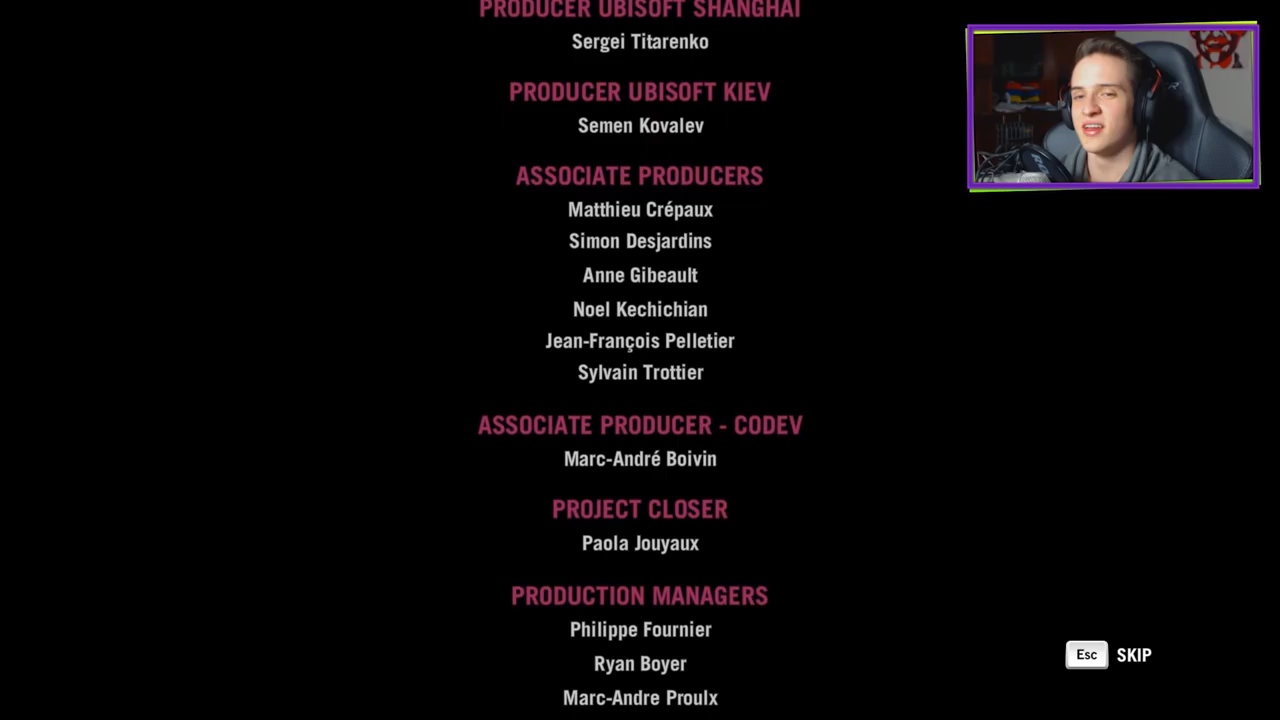 PRODUCER UBISOFT SHANGHAI
Sergei Titarenko
PRODUCER UBISOFT KIEV
Semen Kovalev
ASSOCIATE PRODUCERS
Matthieu Crépaux
Simon Desjardins
Anne Gibeault
Noel Kechichian
Jean-François Pelletier
Sylvain Trottier
ASSOCIATE PRODUCER - CODEV
Marc-André Boivin
PROJECT CLOSER
Paola Jouyaux
PRODUCTION MANAGERS
Philippe Fournier
Ryan Boyer
Marc-Andre Proulx
Esc SKIP